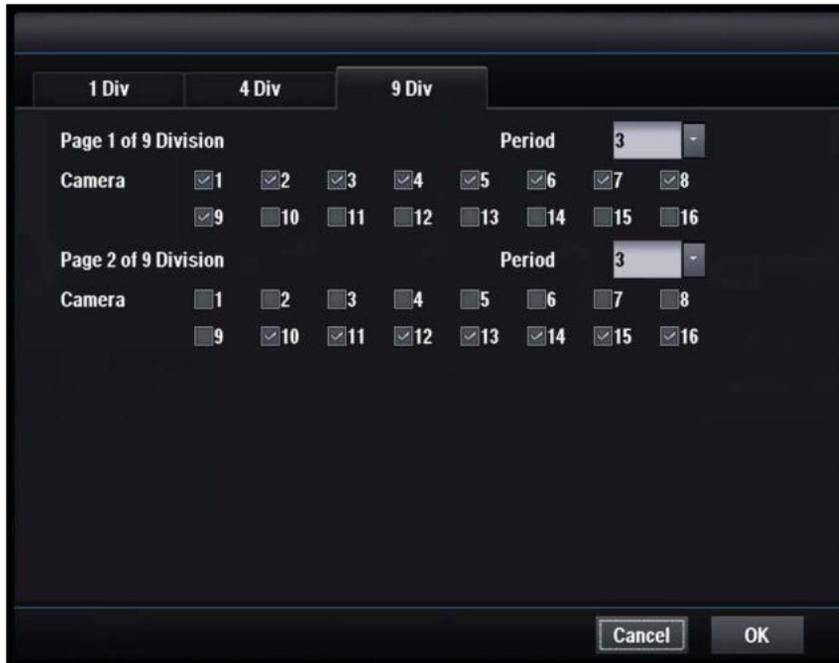 1 Div 4 Div 9 Div
Page 1 of 9 Division Period 3
Camera 1 2 3 4 5 6 7 8
9 10 11 12 13 14 15 16
Page 2 of 9 Division Period 3
Camera 1 2 3 4 5 6 7 8
9 10 11 12 13 14 15 16
Cancel OK